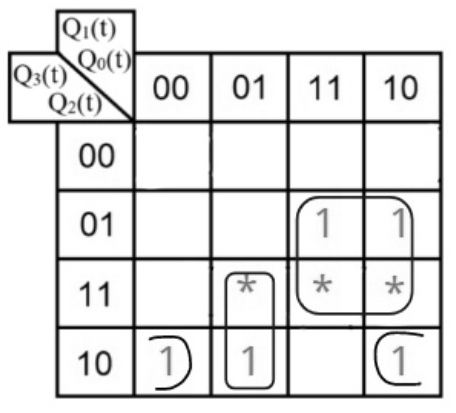 Q₁(t)
Q₀(t)
Q₃(t)
Q₂(t)
00 01 11 10
00
01 1 1
11 * * *
10 1 1 1